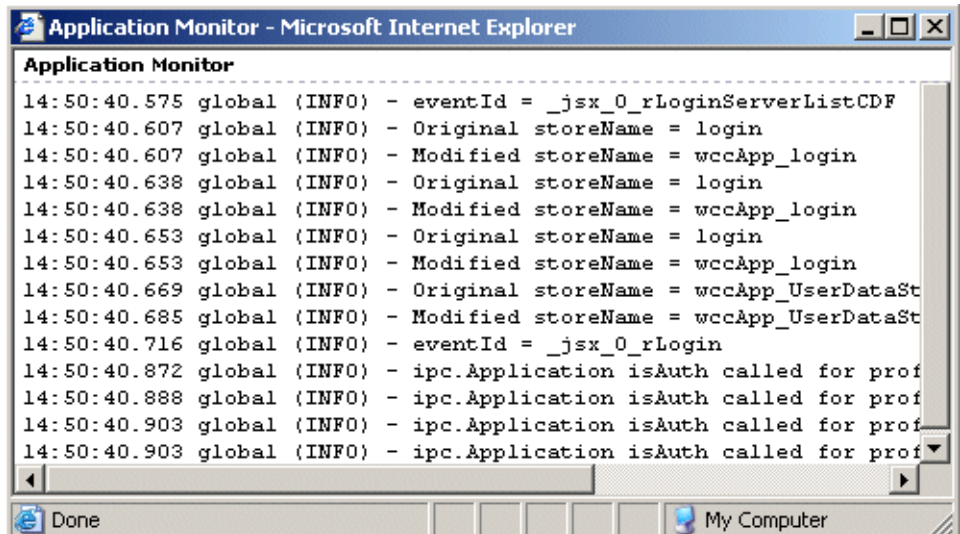 Application Monitor - Microsoft Internet Explorer
Application Monitor
14:50:40.575 global (INFO) - eventId = _jsx_0_rLoginServerListCDF
14:50:40.607 global (INFO) - Original storeName = login
14:50:40.607 global (INFO) - Modified storeName = wccApp_login
14:50:40.638 global (INFO) - Original storeName = login
14:50:40.638 global (INFO) - Modified storeName = wccApp_login
14:50:40.653 global (INFO) - Original storeName = login
14:50:40.653 global (INFO) - Modified storeName = wccApp_login
14:50:40.669 global (INFO) - Original storeName = wccApp_UserDataSt
14:50:40.685 global (INFO) - Modified storeName = wccApp_UserDataSt
14:50:40.716 global (INFO) - eventId = _jsx_0_rLogin
14:50:40.872 global (INFO) - ipc.Application isAuth called for prof
14:50:40.888 global (INFO) - ipc.Application isAuth called for prof
14:50:40.903 global (INFO) - ipc.Application isAuth called for prof
14:50:40.903 global (INFO) - ipc.Application isAuth called for prof
Done
My Computer